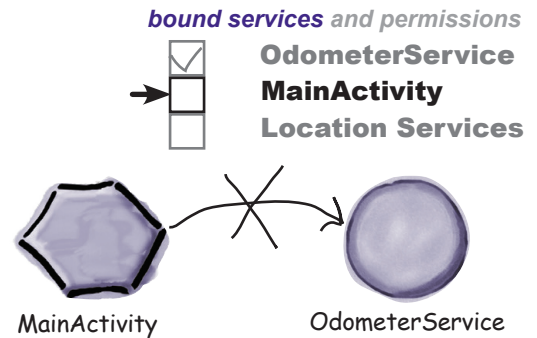 bound services and permissions
OdometerService
MainActivity
Location Services
MainActivity
OdometerService